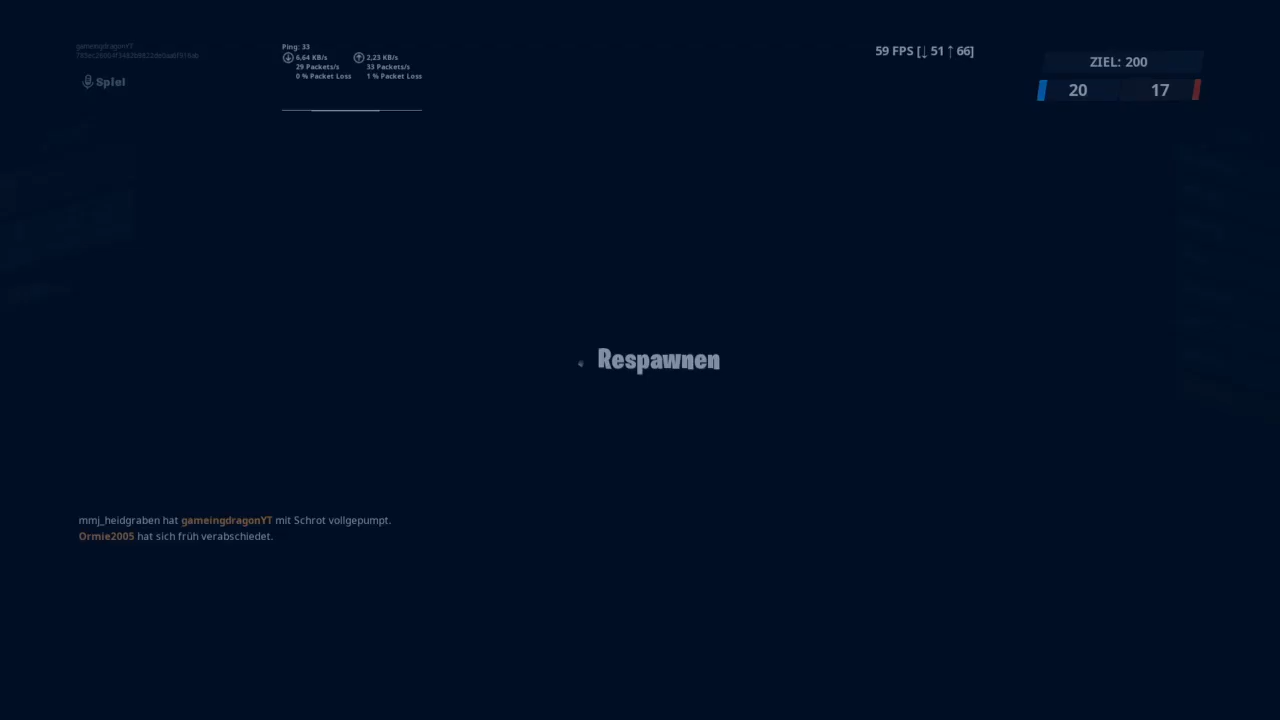 gameingdragonYT
Spiel
Ping: 33
6,64 KB/s
29 Packets/s
0 % Packet Loss
2,23 KB/s
33 Packets/s
1 % Packet Loss
59 FPS [↓ 51 ↑ 66]
ZIEL: 200
20 17
Respawnen
mmj_heidgraben hat gameingdragonYT mit Schrot vollgepumpt.
Ormie2005 hat sich früh verabschiedet.